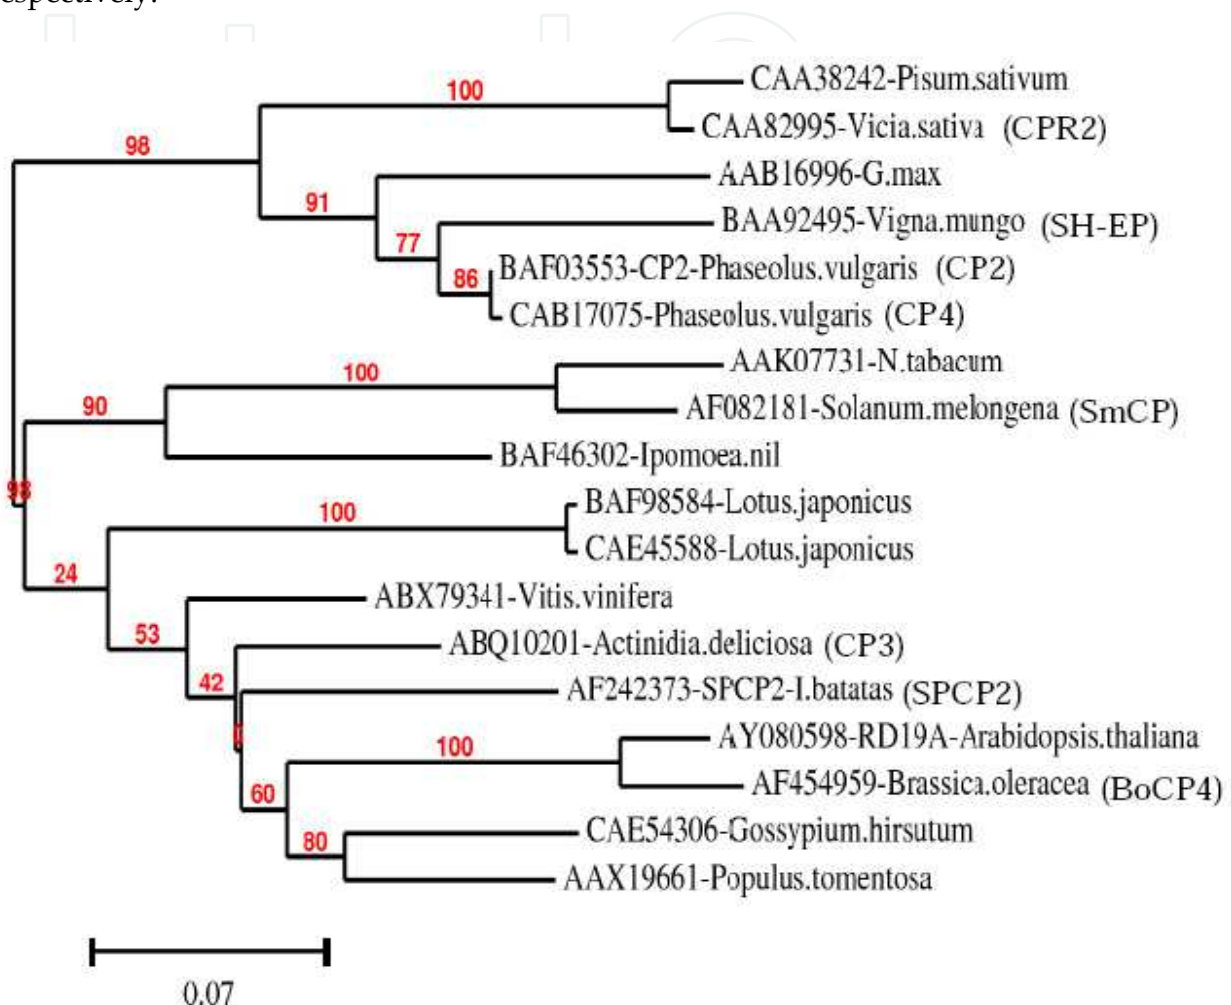 espectively.
CAA38242-Pisum.sativum
100
CAA82995-Vicia.sativa (CPR2)
98
AAB16996-G.max
91
BAA92495-Vigna.mungo (SH-EP)
77
BAF03553-CP2-Phaseolus.vulgaris (CP2)
86
CAB17075-Phaseolus.vulgaris (CP4)
AAK07731-N.tabacum
100
AF082181-Solanum.melongena (SmCP)
90
BAF46302-Ipomoea.nil
BAF98584-Lotus.japonicus
100
CAE45588-Lotus.japonicus
24
ABX79341-Vitis.vinifera
53
ABQ10201-Actinidia.deliciosa (CP3)
42
AF242373-SPCP2-I.batatas (SPCP2)
AY080598-RD19A-Arabidopsis.thaliana
100
AF454959-Brassica.oleracea (BoCP4)
60
CAE54306-Gossypium.hirsutum
80
AAX19661-Populus.tomentosa
0.07